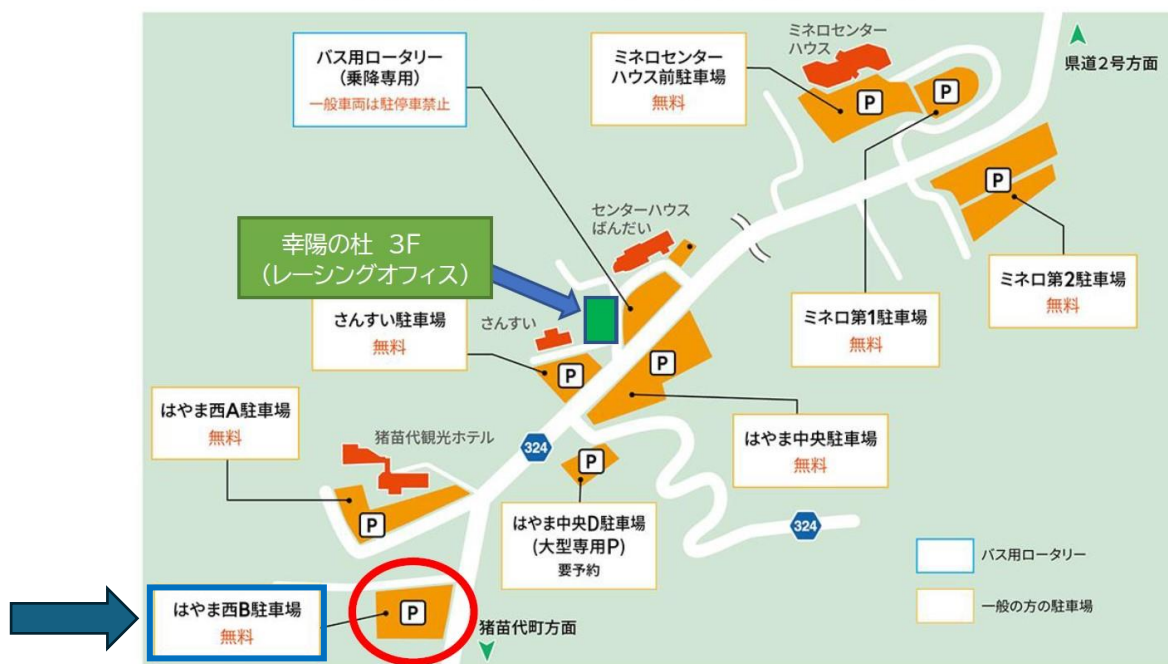 バス用ロータリー
（乗降専用）
一般車両は駐停車禁止
ミネロセンター
ハウス前駐車場
無料
ミネロセンター
ハウス
P
P
県道2号方面
P
幸陽の杜 3F
（レーシングオフィス）
センターハウス
ばんだい
さんすい駐車場
無料
さんすい
P
P
ミネロ第1駐車場
無料
ミネロ第2駐車場
無料
はやま西A駐車場
無料
猪苗代観光ホテル
324
P
はやま中央駐車場
無料
P
はやま中央D駐車場
(大型専用P)
要予約
324
バス用ロータリー
一般の方の駐車場
はやま西B駐車場
無料
P
猪苗代町方面